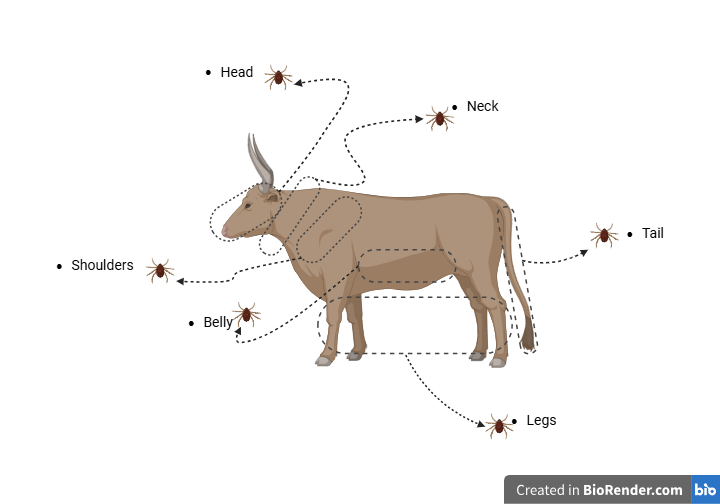 • Head
• Neck
• Tail
• Shoulders
• Belly
• Legs
Created in BioRender.com bio